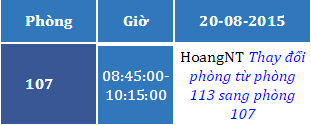 Phòng Giờ 20-08-2015
107
08:45:00-
10:15:00
HoangNT Thay đổi
phòng từ phòng
113 sang phòng
107